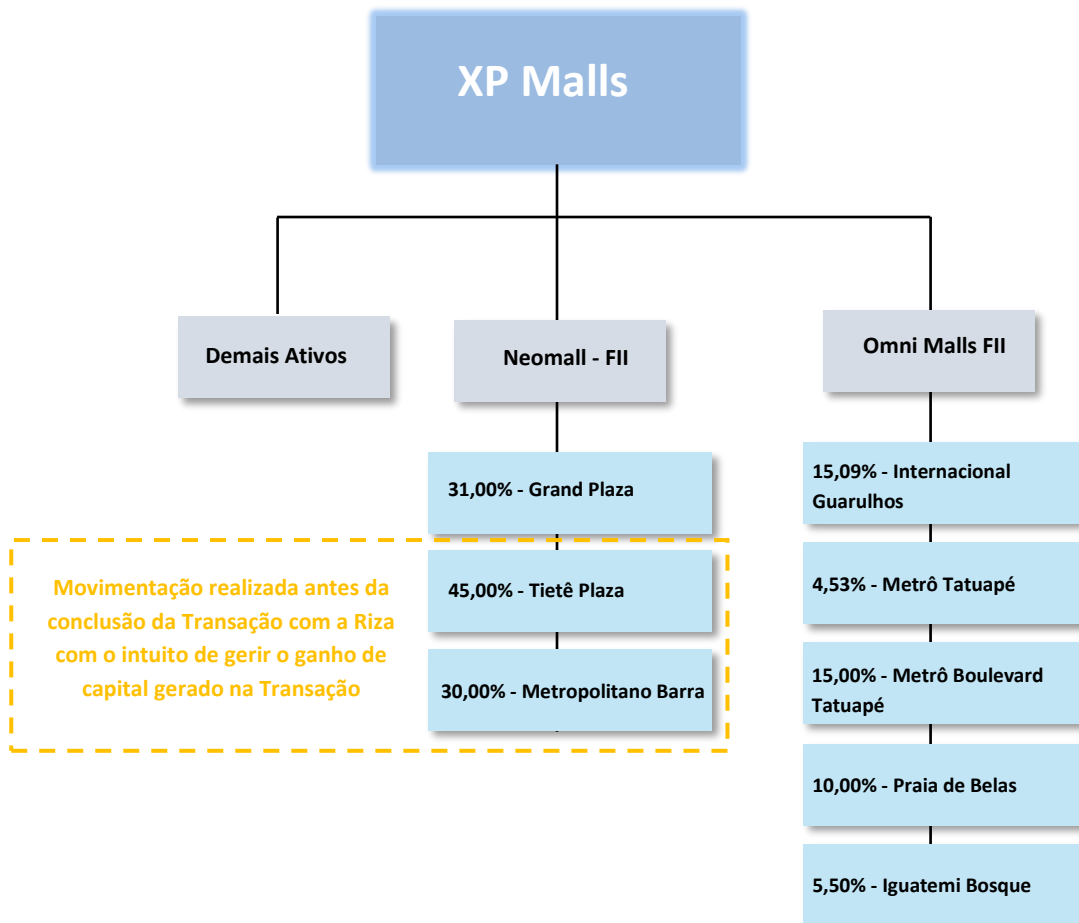 XP Malls
Demais Ativos
Neomall - FII
Omni Malls FII
31,00% - Grand Plaza
45,00% - Tietê Plaza
30,00% - Metropolitano Barra
Movimentação realizada antes da
conclusão da Transação com a Riza
com o intuito de gerir o ganho de
capital gerado na Transação
15,09% - Internacional
Guarulhos
4,53% - Metrô Tatuapé
15,00% - Metrô Boulevard
Tatuapé
10,00% - Praia de Belas
5,50% - Iguatemi Bosque